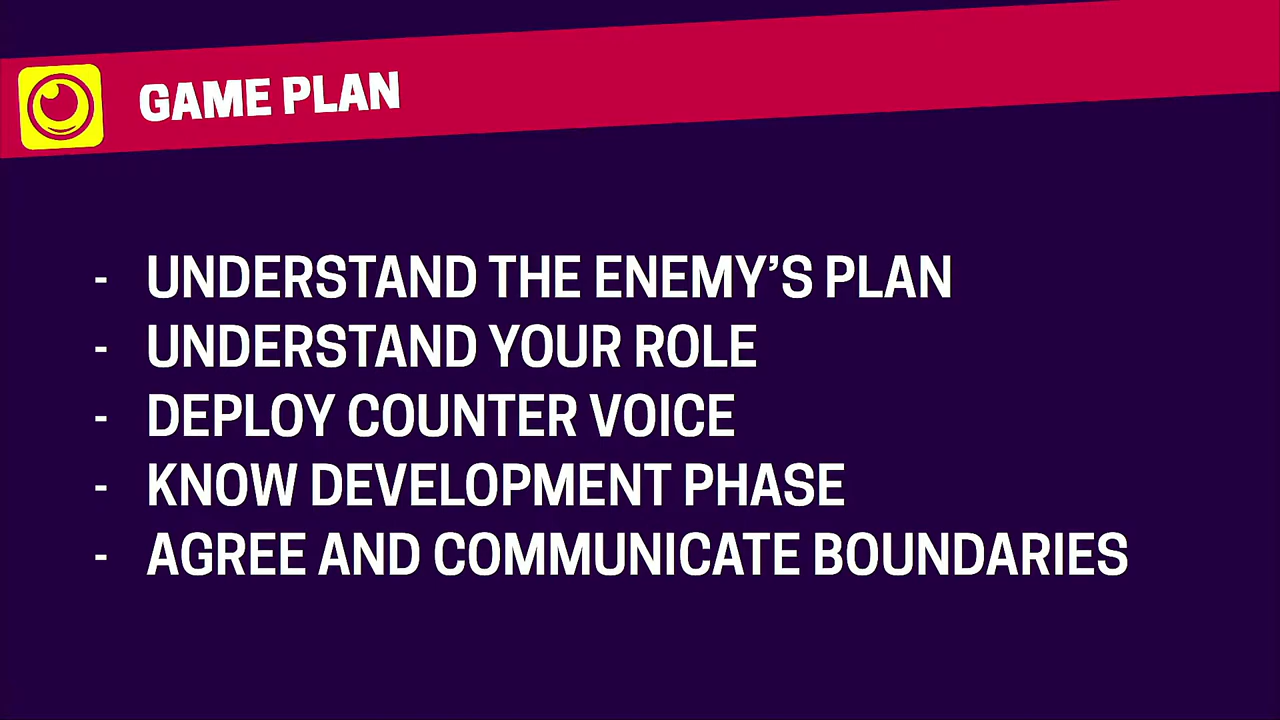 GAME PLAN
- UNDERSTAND THE ENEMY’S PLAN
- UNDERSTAND YOUR ROLE
- DEPLOY COUNTER VOICE
- KNOW DEVELOPMENT PHASE
- AGREE AND COMMUNICATE BOUNDARIES